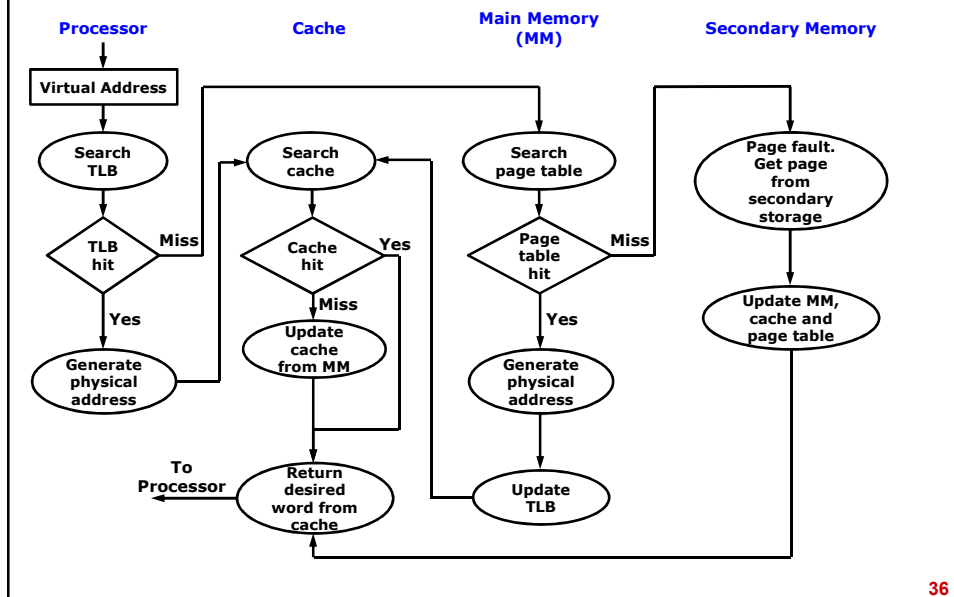 Processor
Cache
Main Memory
(MM)
Secondary Memory
Virtual Address
Search
TLB
Search
cache
Search
page table
Page fault.
Get page
from
secondary
storage
TLB
hit
Miss
Cache
hit
Yes
Page
table
hit
Miss
Yes
Miss
Yes
Update MM,
cache and
page table
Generate
physical
address
Update
cache
from MM
Generate
physical
address
To
Processor
Return
desired
word from
cache
Update
TLB
36